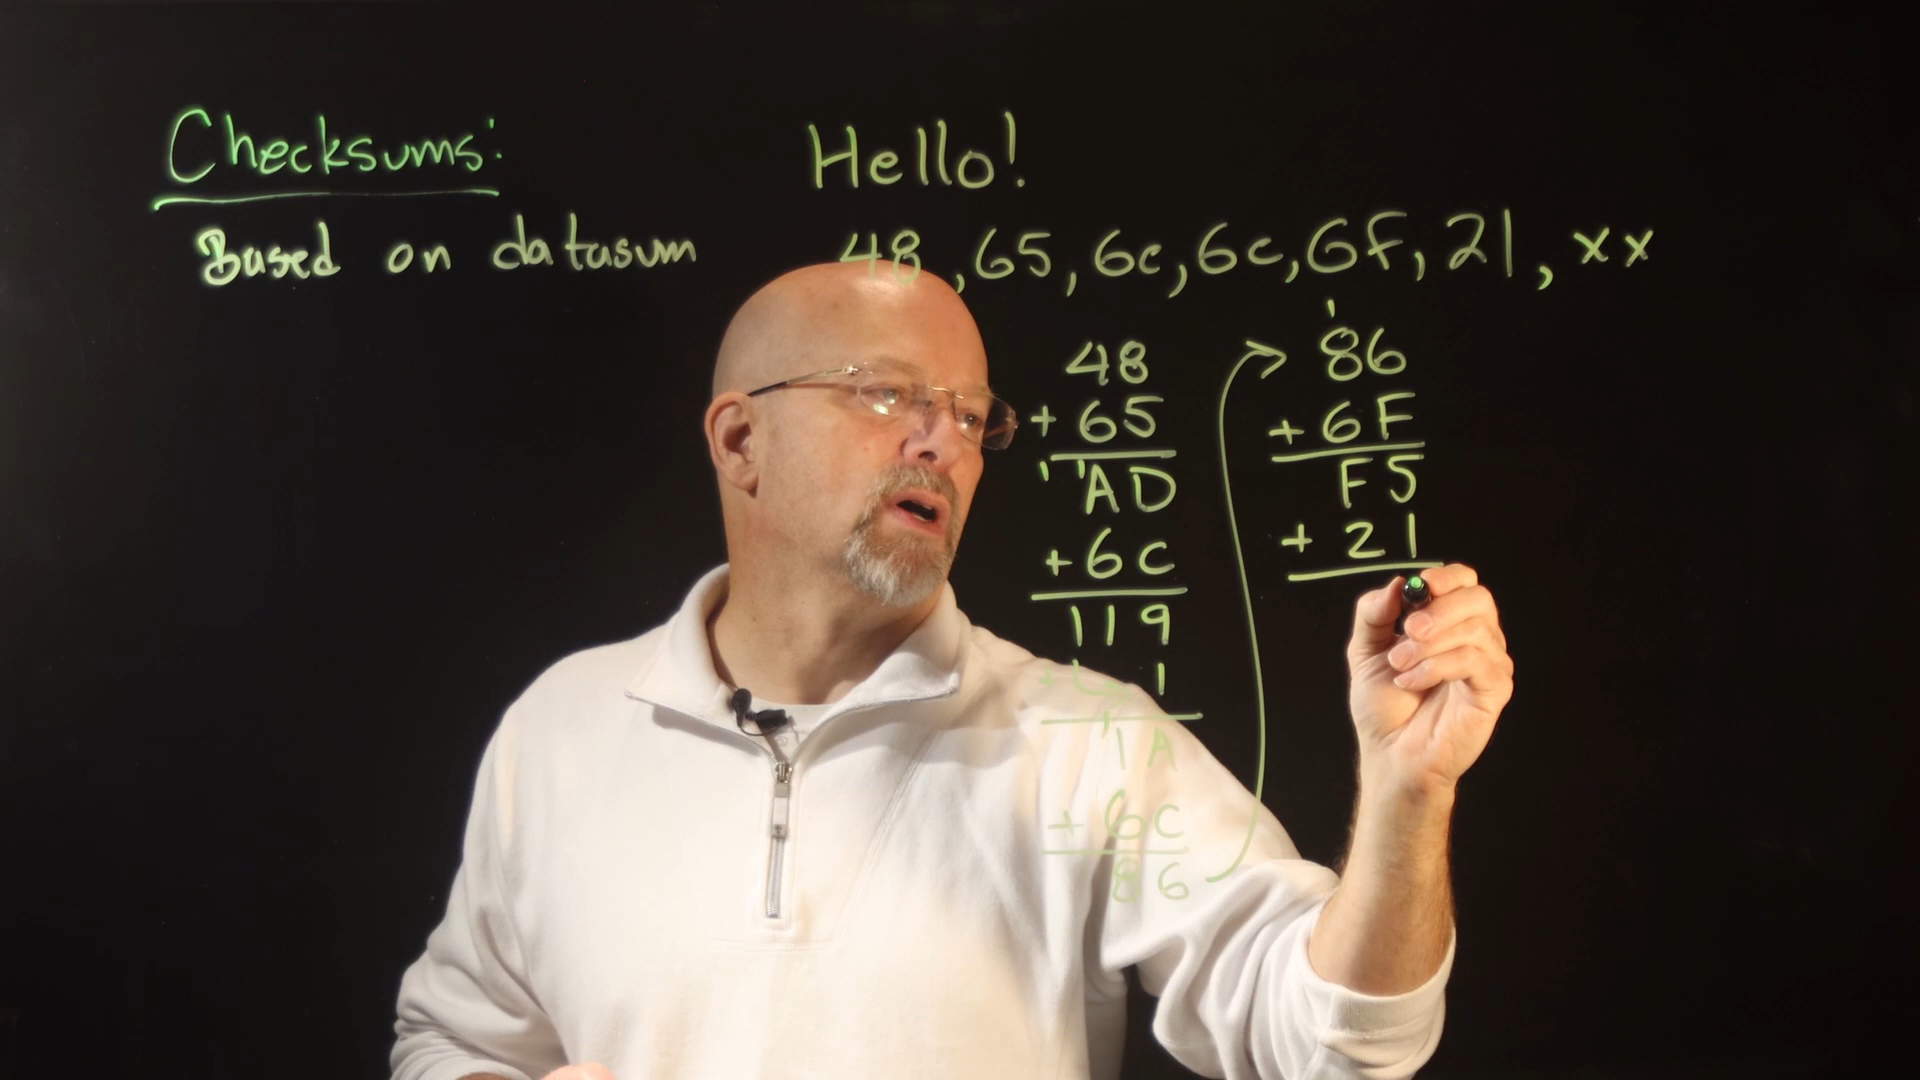 Checksums:
Based on datasum
Hello!
48, 65, 6c, 6c, 6F, 21, xx
48
+ 65
AD
+ 6C
119
+ 1
1A
+ 6C
86
1
86
+ 6F
F5
+ 21